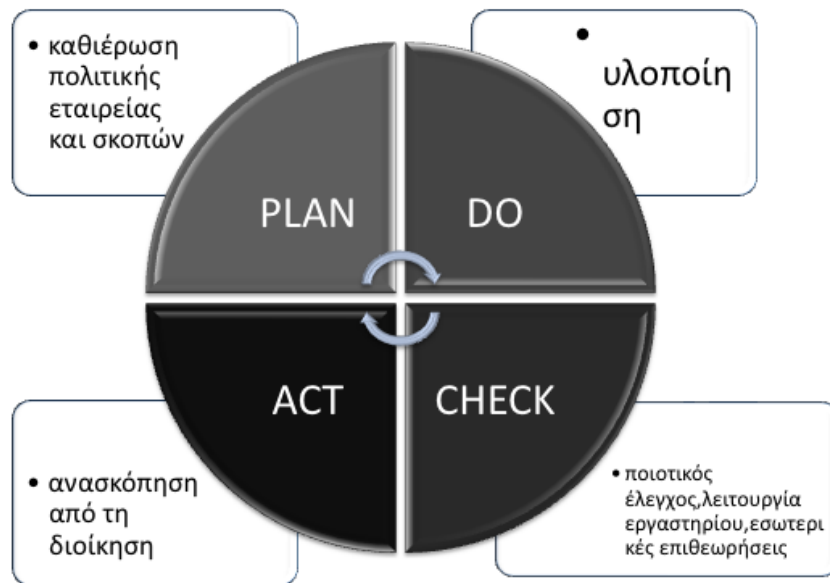 • καθιέρωση
πολιτικής
εταιρείας
και σκοπών
•
υλοποίη
ση
PLAN
DO
ACT
CHECK
• ανασκόπηση
από τη
διοίκηση
• ποιοτικός
έλεγχος,λειτουργία
εργαστηρίου,εσωτερι
κές επιθεωρήσεις